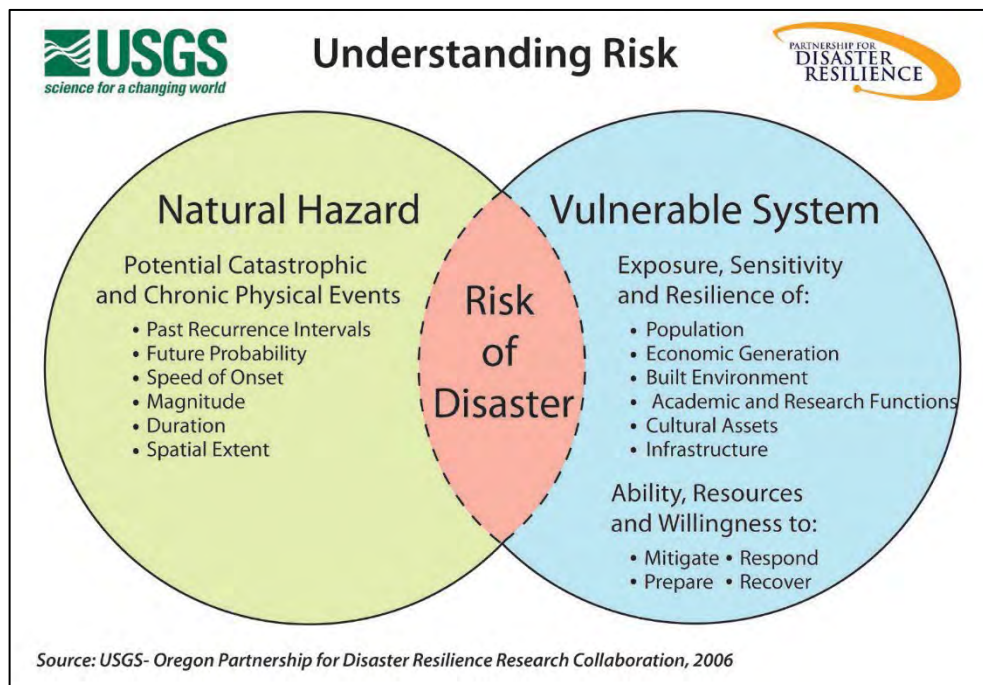 USGS
science for a changing world
Understanding Risk
PARTNERSHIP FOR
DISASTER
RESILIENCE
Natural Hazard
Potential Catastrophic
and Chronic Physical Events
• Past Recurrence Intervals
• Future Probability
• Speed of Onset
• Magnitude
• Duration
• Spatial Extent
Risk
of
Disaster
Vulnerable System
Exposure, Sensitivity
and Resilience of:
• Population
• Economic Generation
• Built Environment
• Academic and Research Functions
• Cultural Assets
• Infrastructure
Ability, Resources
and Willingness to:
• Mitigate • Respond
• Prepare • Recover
Source: USGS- Oregon Partnership for Disaster Resilience Research Collaboration, 2006